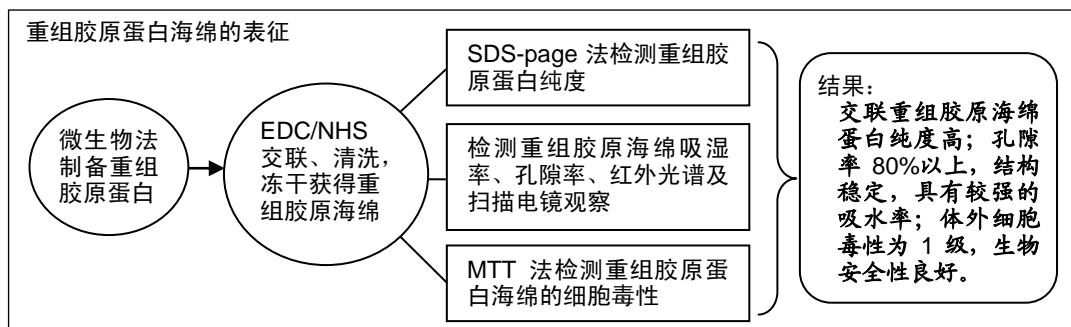 重组胶原蛋白海绵的表征
微生物法
制备重组
胶原蛋白
EDC/NHS
交联、清洗，
冻干获得重
组胶原海绵
SDS-page 法检测重组胶
原蛋白纯度
检测重组胶原海绵吸湿
率、孔隙率、红外光谱及
扫描电镜观察
MTT 法检测重组胶原蛋
白海绵的细胞毒性
结果：
交联重组胶原海绵
蛋白纯度高；孔隙
率 80%以上，结构
稳定，具有较强的
吸水率；体外细胞
毒性为 1 级，生物
安全性良好。